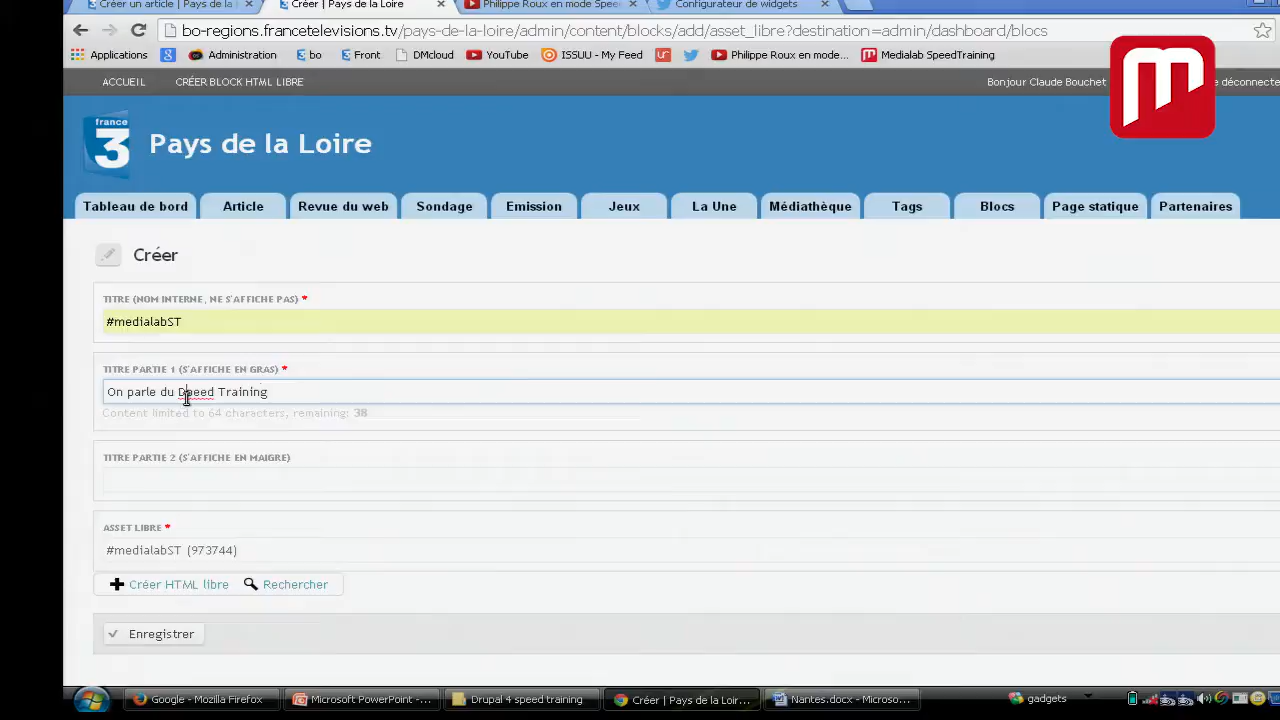 Créer un article | Pays de l
Créer | Pays de la Loire
Philippe Roux en mode Spee
Configurateur de widgets
bo-regions.francetelevisions.tv/pays-de-la-loire/admin/content/blocks/add/asset_libre?destination=admin/dashboard/blocs
Applications Administration bo Front DMcloud YouTube ISSUU - My Feed Philippe Roux en mode... Medialab SpeedTraining
ACCUEIL CRÉER BLOCK HTML LIBRE Bonjour Claude Bouchet e déconnecte
france 3 Pays de la Loire
Tableau de bord Article Revue du web Sondage Emission Jeux La Une Médiathèque Tags Blocs Page statique Partenaires
Créer
TITRE (NOM INTERNE, NE S'AFFICHE PAS) *
#medialabST
TITRE PARTIE 1 (S'AFFICHE EN GRAS) *
On parle du Training
Content limited to 64 characters, remaining: 38
TITRE PARTIE 2 (S'AFFICHE EN MAIGRE)
ASSET LIBRE *
#medialabST (973744)
Créer HTML libre Rechercher
Enregistrer
Google - Mozilla Firefox Microsoft PowerPoint - ... Drupal 4 speed training Créer | Pays de la Loir... Nantes.docx - Microso... gadgets